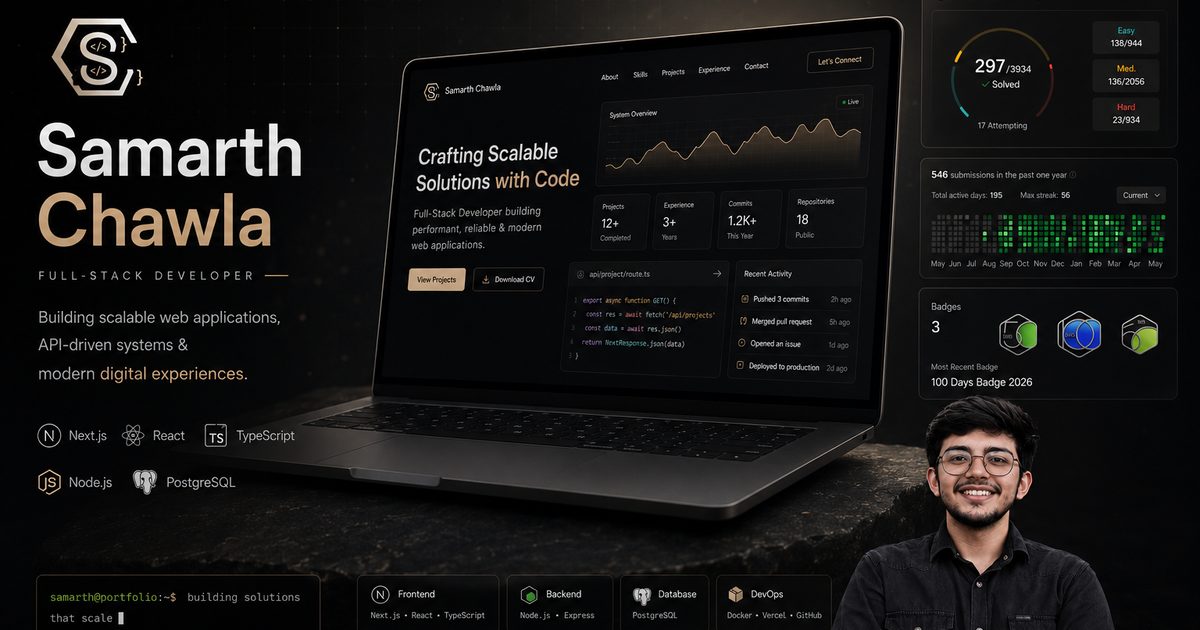 Samarth
Chawla
FULL-STACK DEVELOPER
Building scalable web applications,
API-driven systems &
modern digital experiences.
N Next.js
React
TS TypeScript
JS Node.js
PostgreSQL
samarth@portfolio:~$ building solutions
that scale
S </> </> } }
Samarth Chawla
About
Skills
Projects
Experience
Contact
Let's Connect
Crafting Scalable
Solutions with Code
Full-Stack Developer building
performant, reliable & modern
web applications.
View Projects
Download CV
System Overview
Live
Projects
12+
Completed
Experience
3+
Years
Commits
1.2K+
This Year
Repositories
18
Public
api/project/route.ts
1 export async function GET() {
2 const res = await fetch('/api/projects'
3 const data = await res.json()
4 return NextResponse.json(data)
5 }
Recent Activity
Pushed 3 commits 2h ago
Merged pull request 5h ago
Opened an issue 1d ago
Deployed to production 2d ago
N Frontend
Next.js • React • TypeScript
Backend
Node.js • Express
Database
PostgreSQL
DevOps
Docker • Vercel • GitHub
297/3934
Solved
17 Attempting
Easy
138/944
Med.
136/2056
Hard
23/934
546 submissions in the past one year
Total active days: 195
Max streak: 56
Current
May Jun Jul Aug Sep Oct Nov Dec Jan Feb Mar Apr May
Badges
3
Most Recent Badge
100 Days Badge 2026